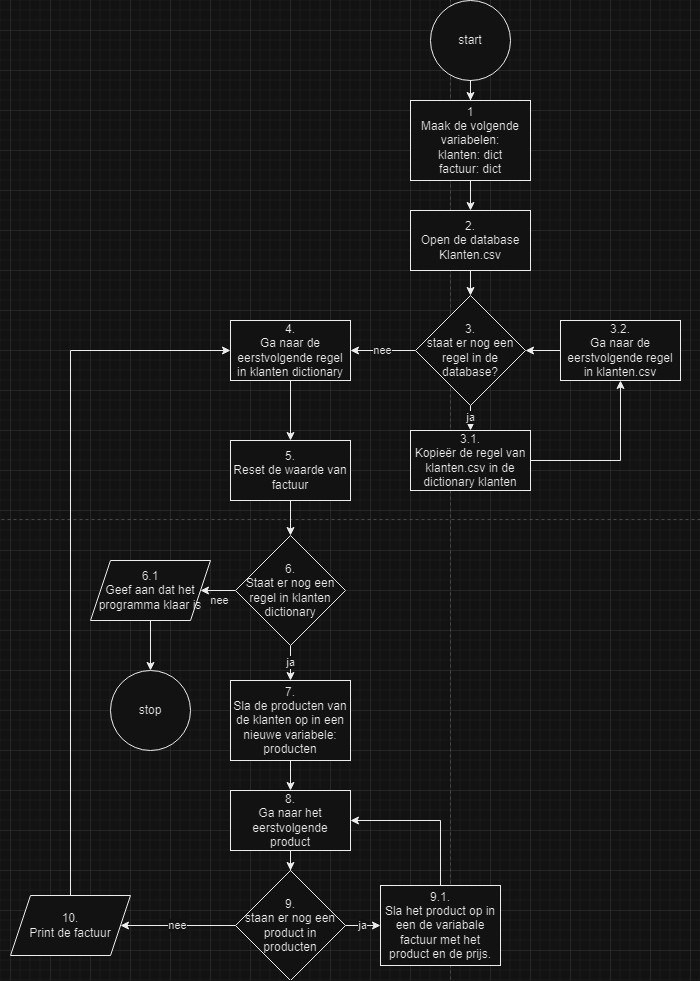 start
1
Maak de volgende
variabelen:
klanten: dict
factuur: dict
2.
Open de database
Klanten.csv
3.
staat er nog een
regel in de
database?
nee
ja
3.1.
Kopieër de regel van
klanten.csv in de
dictionary klanten
3.2.
Ga naar de
eerstvolgende regel
in klanten.csv
4.
Ga naar de
eerstvolgende regel
in klanten dictionary
5.
Reset de waarde van
factuur
6.
Staat er nog een
regel in klanten
dictionary
nee
6.1
Geef aan dat het
programma klaar is
stop
ja
7.
Sla de producten van
de klanten op in een
nieuwe variabele:
producten
8.
Ga naar het
eerstvolgende
product
9.
staan er nog een
product in
producten
ja
9.1.
Sla het product op in
een de variabale
factuur met het
product en de prijs.
nee
10.
Print de factuur